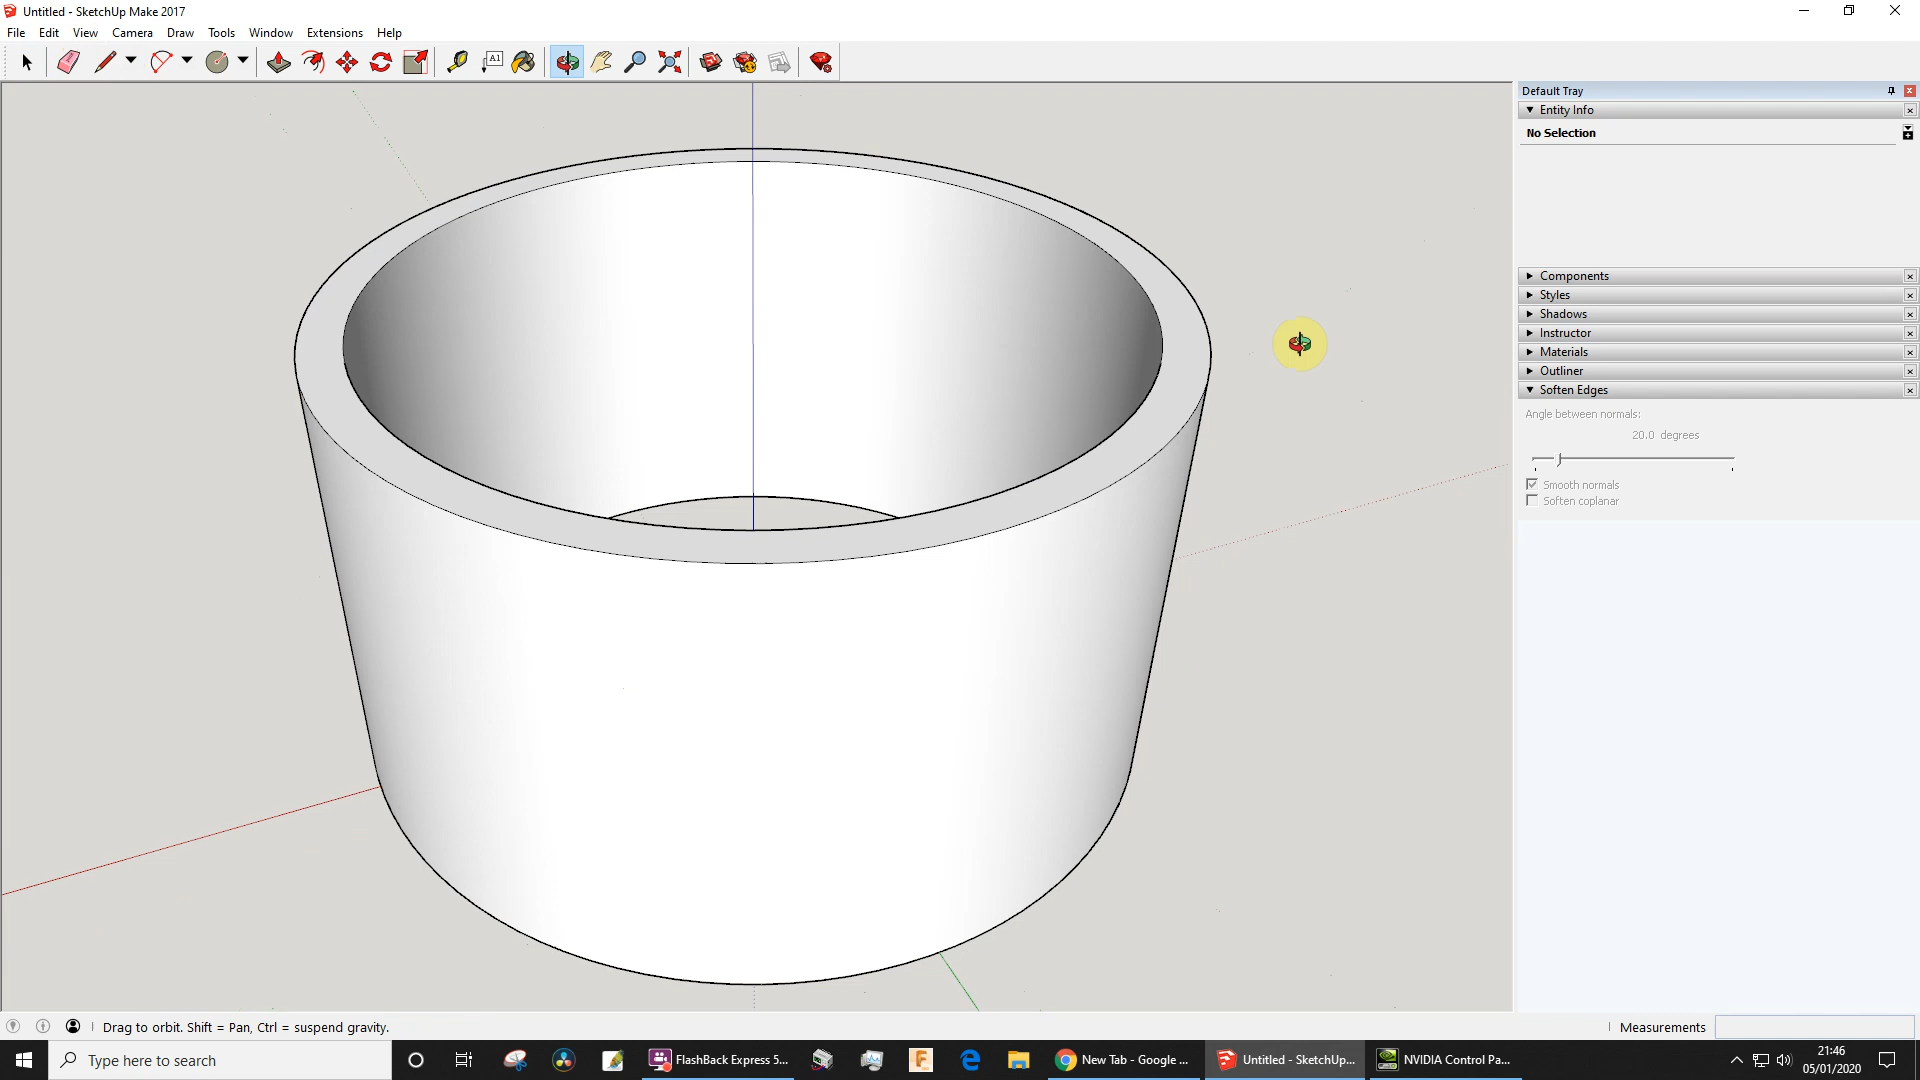 Untitled - SketchUp Make 2017
File Edit View Camera Draw Tools Window Extensions Help
A1
Default Tray
Entity Info
No Selection
Components
Styles
Shadows
Instructor
Materials
Outliner
Soften Edges
Angle between normals:
20.0 degrees
Smooth normals
Soften coplanar
Drag to orbit. Shift = Pan, Ctrl = suspend gravity.
Measurements
Type here to search
FlashBack Express 5...
New Tab - Google ...
Untitled - SketchUp...
NVIDIA Control Pa...
21:46
05/01/2020